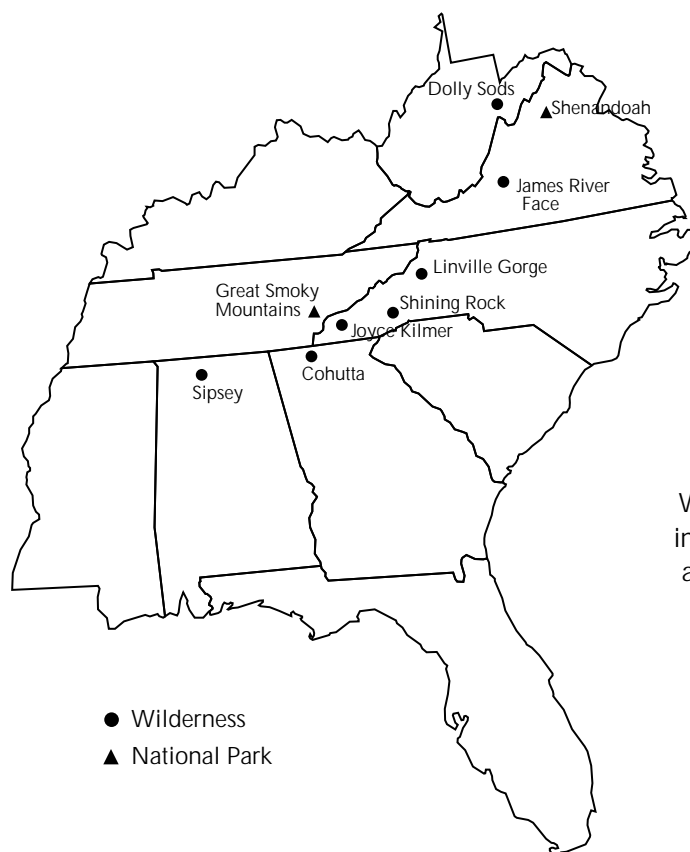 Dolly Sods
Shenandoah
James River
Face
Linville Gorge
Great Smoky
Mountains
Shining Rock
Joyce Kilmer
Cohutta
Sipsey
in
a
Wilderness
National Park